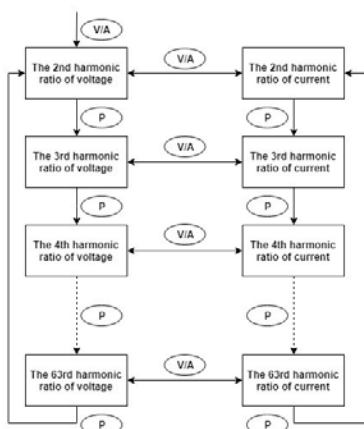 V/A
The 2nd harmonic
ratio of voltage
V/A
The 2nd harmonic
ratio of current
P
P
The 3rd harmonic
ratio of voltage
V/A
The 3rd harmonic
ratio of current
P
P
The 4th harmonic
ratio of voltage
V/A
The 4th harmonic
ratio of current
P
P
The 63rd harmonic
ratio of voltage
V/A
The 63rd harmonic
ratio of current
P
P